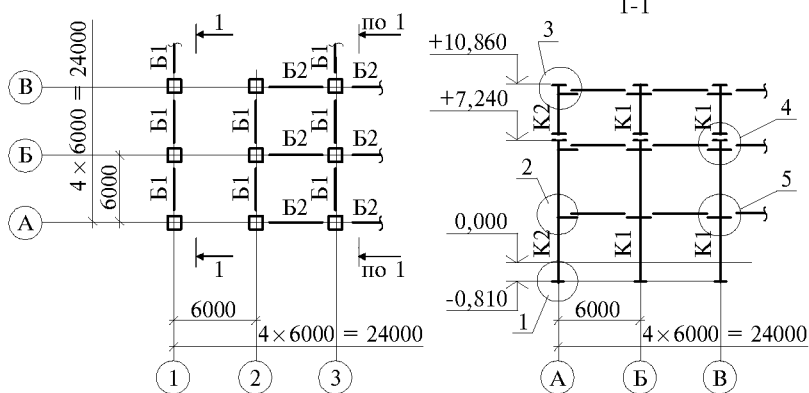 1
по 1
1-1
Б1
Б1
Б2
Б2
В
Б1
Б1
Б1
Б2
Б2
Б
Б1
Б1
Б1
Б2
Б2
А
4 × 6000 = 24000
6000
1
по 1
6000
4 × 6000 = 24000
1
2
3
+10,860
3
+7,240
К2
К1
К1
4
2
5
0,000
К2
К1
К1
-0,810
1
6000
4 × 6000 = 24000
А
Б
В